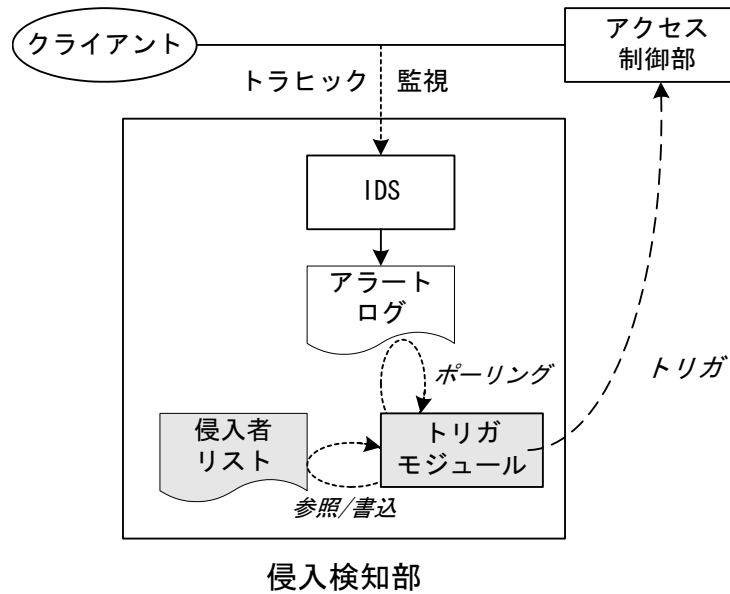 クライアント
アクセス
制御部
トラヒック 監視
IDS
アラート
ログ
ポーリング
トリガ
侵入者
リスト
トリガ
モジュール
参照/書込
侵入検知部